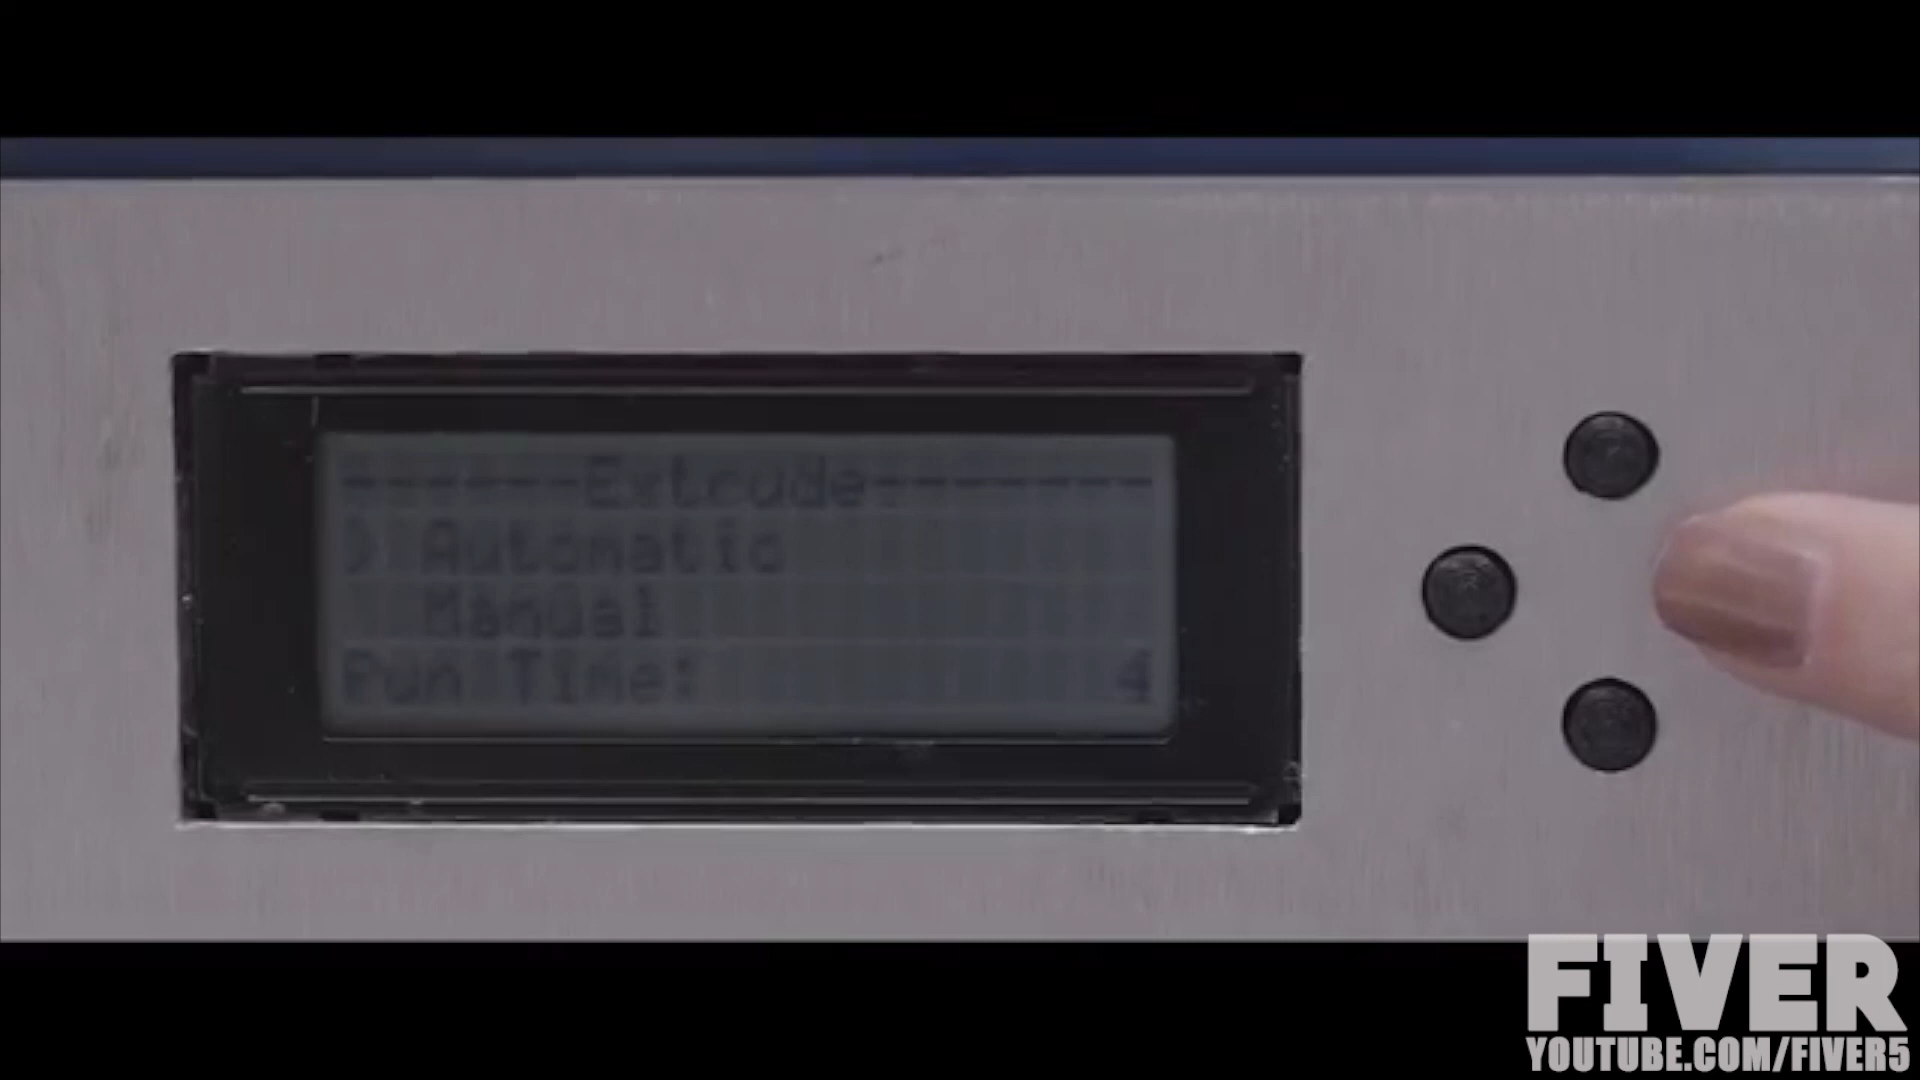 ------Extrude-------
> Automatic
Manual
Run Time: 4
FIVER
YOUTUBE.COM/FIVER5